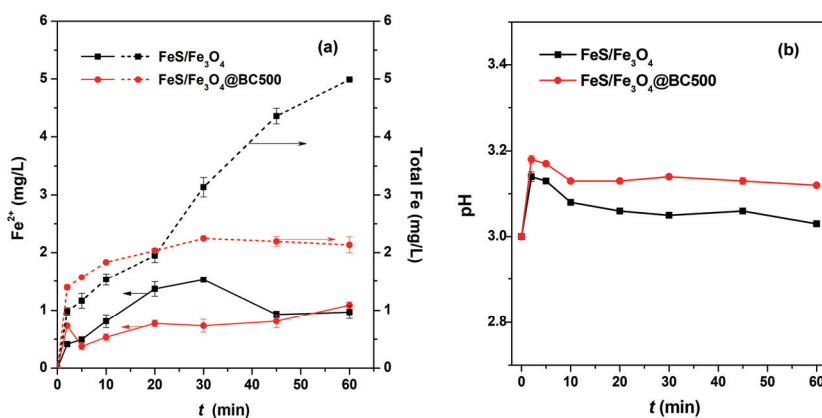 (a)
FeS/Fe₃O₄
FeS/Fe₃O₄@BC500
Fe²⁺ (mg/L)
6
5
4
3
2
1
0
Total Fe (mg/L)
6
5
4
3
2
1
0
0 10 20 30 40 50 60
t (min)
(b)
FeS/Fe₃O₄
FeS/Fe₃O₄@BC500
pH
3.4
3.2
3.0
2.8
0 10 20 30 40 50 60
t (min)